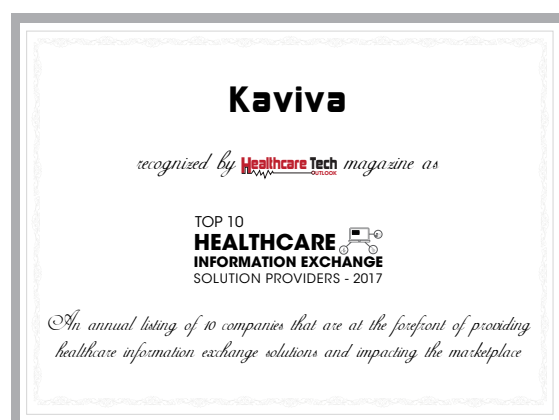 Kaviva
recognized by Healthcare Tech OUTLOOK magazine as
TOP 10
HEALTHCARE
INFORMATION EXCHANGE
SOLUTION PROVIDERS - 2017
An annual listing of 10 companies that are at the forefront of providing
healthcare information exchange solutions and impacting the marketplace